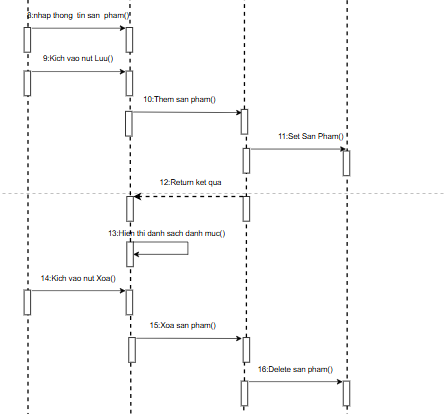 8:nhap thong tin san pham()
9:Kich vao nut Luu()
10:Them san pham()
11:Set San Pham()
12:Return ket qua
13:Hien thi danh sach danh muc()
14:Kich vao nut Xoa()
15:Xoa san pham()
16:Delete san pham()